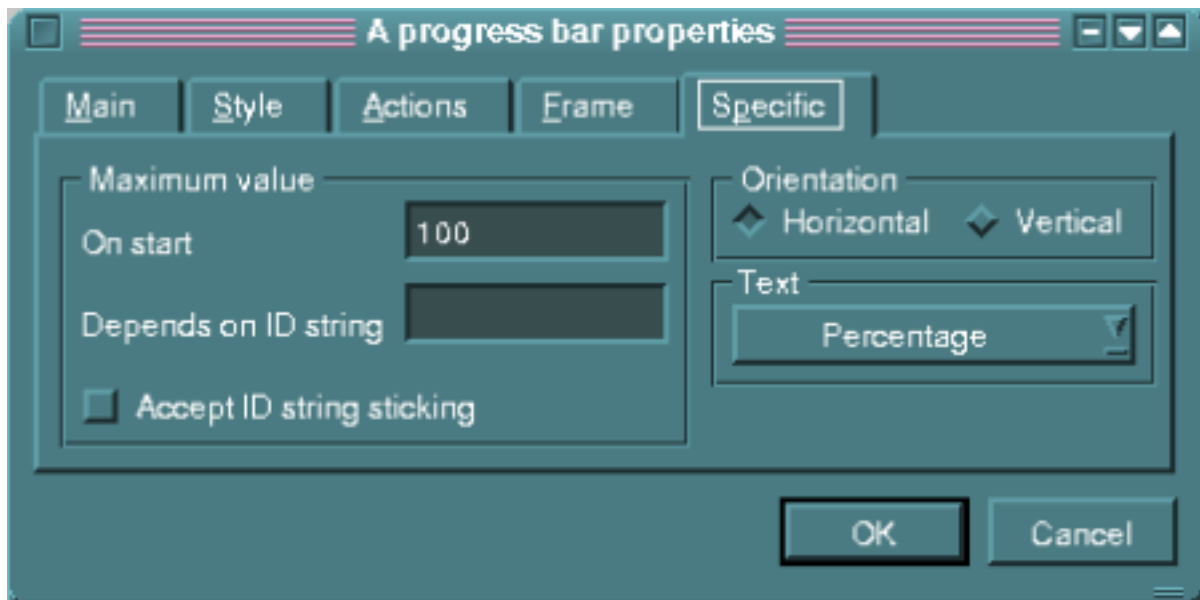 A progress bar properties
Main Style Actions Frame Specific
Maximum value
On start 100
Depends on ID string
Accept ID string sticking
Orientation
Horizontal Vertical
Text
Percentage
OK Cancel